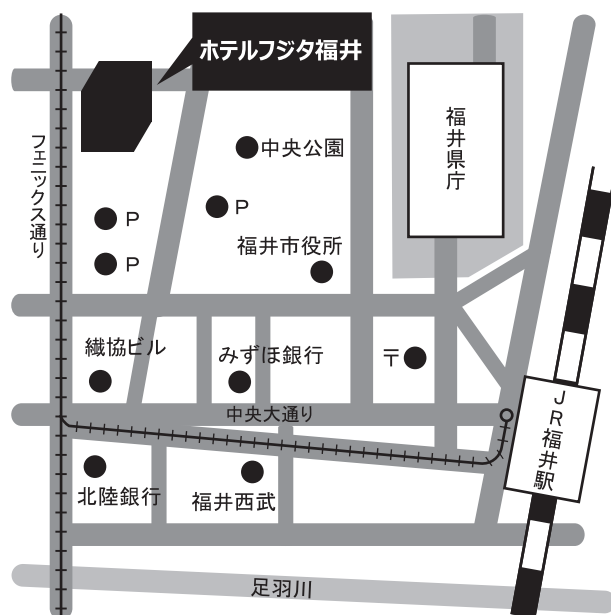 ホテルフジタ福井
福井県庁
フェニックス通り
中央公園
P
P
福井市役所
P
繊協ビル
みずほ銀行
〒
中央大通り
JR福井駅
北陸銀行
福井西武
足羽川